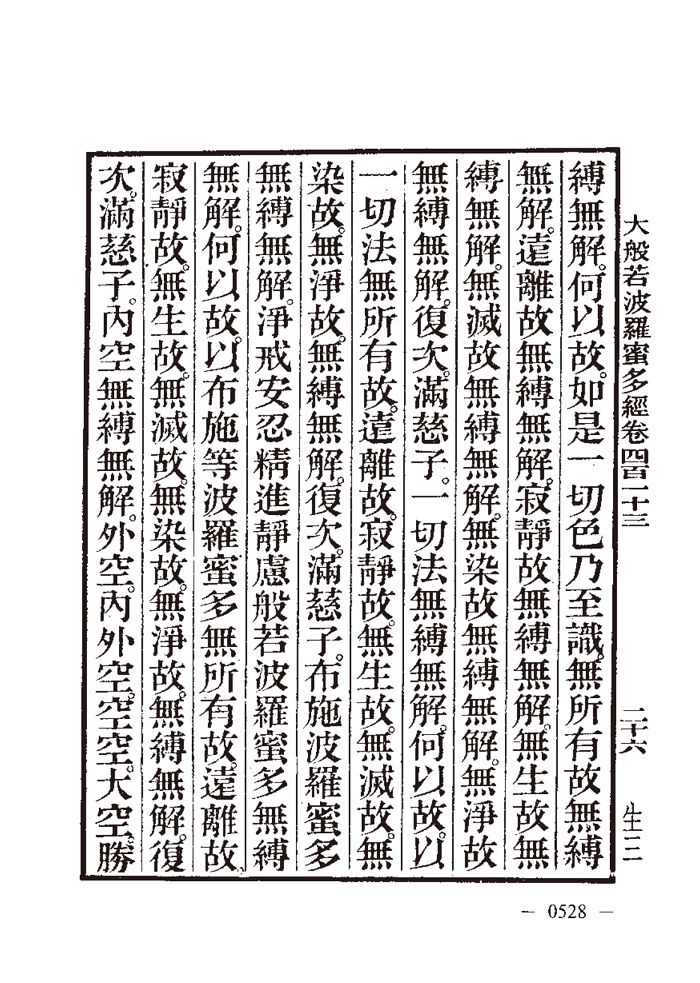 大般若波羅蜜多經卷四百一十三　二十六　生三
縛無解。何以故。如是一切色乃至識。無所有故無縛
無解。遠離故無縛無解。寂靜故無縛無解。無生故無
縛無解。無滅故無縛無解。無染故無縛無解。無淨故
無縛無解。復次。滿慈子。一切法無縛無解。何以故。以
一切法無所有故。遠離故。寂靜故。無生故。無滅故。無
染故。無淨故。無縛無解。復次。滿慈子。布施波羅蜜多
無縛無解。淨戒安忍精進靜慮般若波羅蜜多無縛
無解。何以故。以布施等波羅蜜多無所有故。遠離故。
寂靜故。無生故。無滅故。無染故。無淨故。無縛無解。復
次。滿慈子。內空無縛無解。外空。內外空。空空。大空。勝
— 0528 —